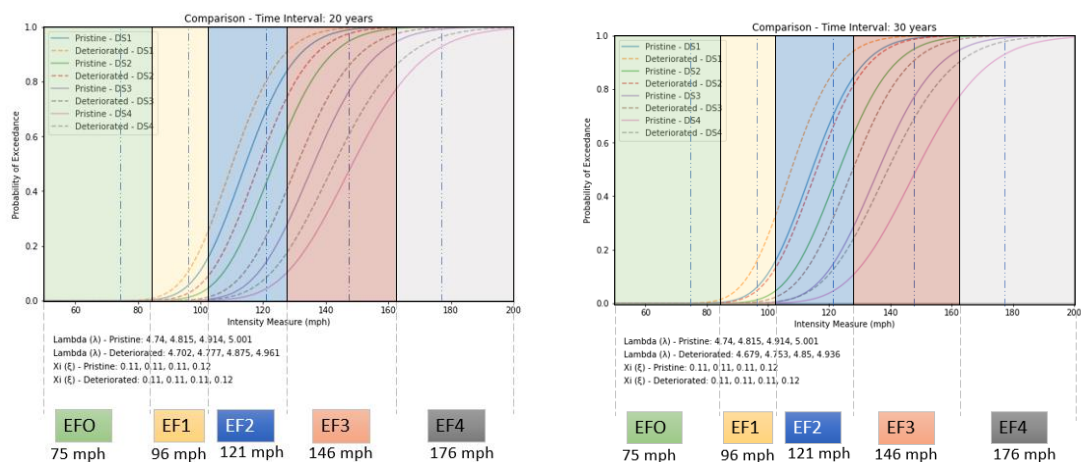 Comparison - Time Interval: 20 years
1.0
0.8
0.6
0.4
0.2
0.0
Probability of Exceedance
Pristine - DS1
Deteriorated - DS1
Pristine - DS2
Deteriorated - DS2
Pristine - DS3
Deteriorated - DS3
Pristine - DS4
Deteriorated - DS4
60 80 100 120 140 160 180 200
Intensity Measure (mph)
Lambda (λ) - Pristine: 4.74, 4.815, 4.914, 5.001
Lambda (λ) - Deteriorated: 4.702, 4.777, 4.875, 4.961
Xi (ξ) - Pristine: 0.11, 0.11, 0.11, 0.12
Xi (ξ) - Deteriorated: 0.11, 0.11, 0.11, 0.12
EFO EF1 EF2 EF3 EF4
75 mph 96 mph 121 mph 146 mph 176 mph
Comparison - Time Interval: 30 years
1.0
0.8
0.6
0.4
0.2
0.0
Probability of Exceedance
Pristine - DS1
Deteriorated - DS1
Pristine - DS2
Deteriorated - DS2
Pristine - DS3
Deteriorated - DS3
Pristine - DS4
Deteriorated - DS4
60 80 100 120 140 160 180 200
Intensity Measure (mph)
Lambda (λ) - Pristine: 4.74, 4.815, 4.914, 5.001
Lambda (λ) - Deteriorated: 4.679, 4.753, 4.85, 4.936
Xi (ξ) - Pristine: 0.11, 0.11, 0.11, 0.12
Xi (ξ) - Deteriorated: 0.11, 0.11, 0.11, 0.12
EFO EF1 EF2 EF3 EF4
75 mph 96 mph 121 mph 146 mph 176 mph